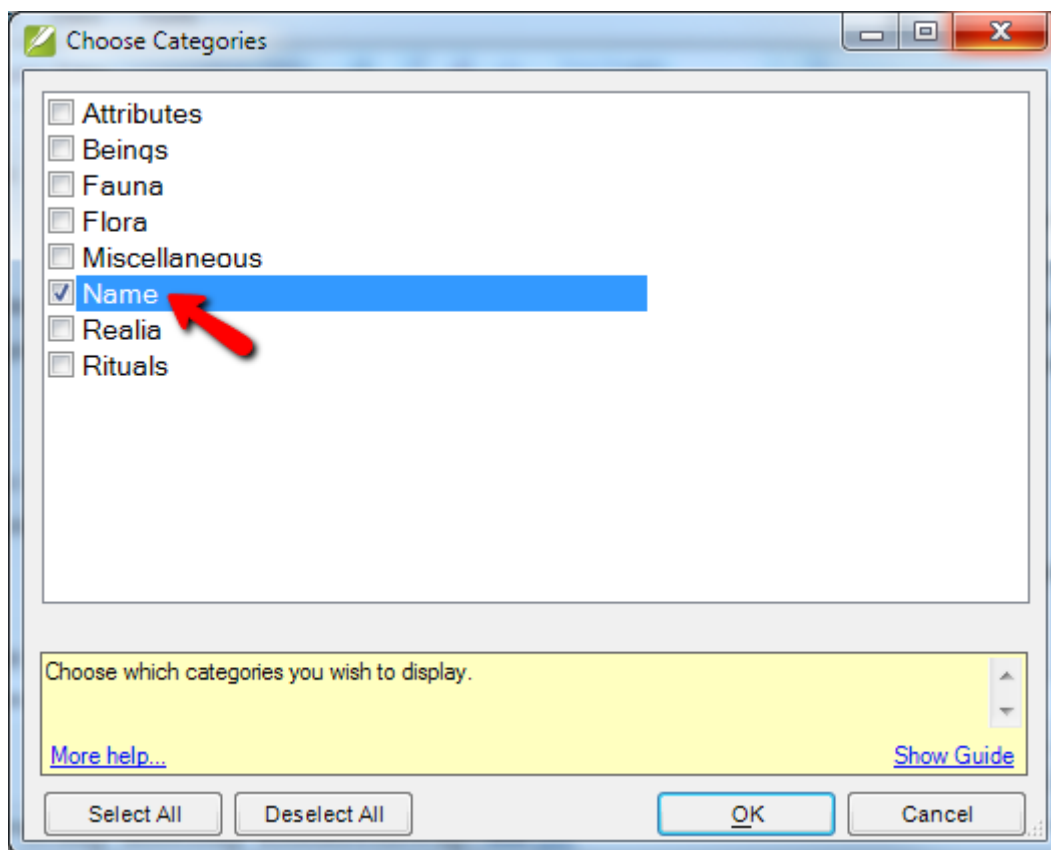 Choose Categories
Attributes
Beings
Fauna
Flora
Miscellaneous
Name
Realia
Rituals
Choose which categories you wish to display.
More help... Show Guide
Select All Deselect All OK Cancel